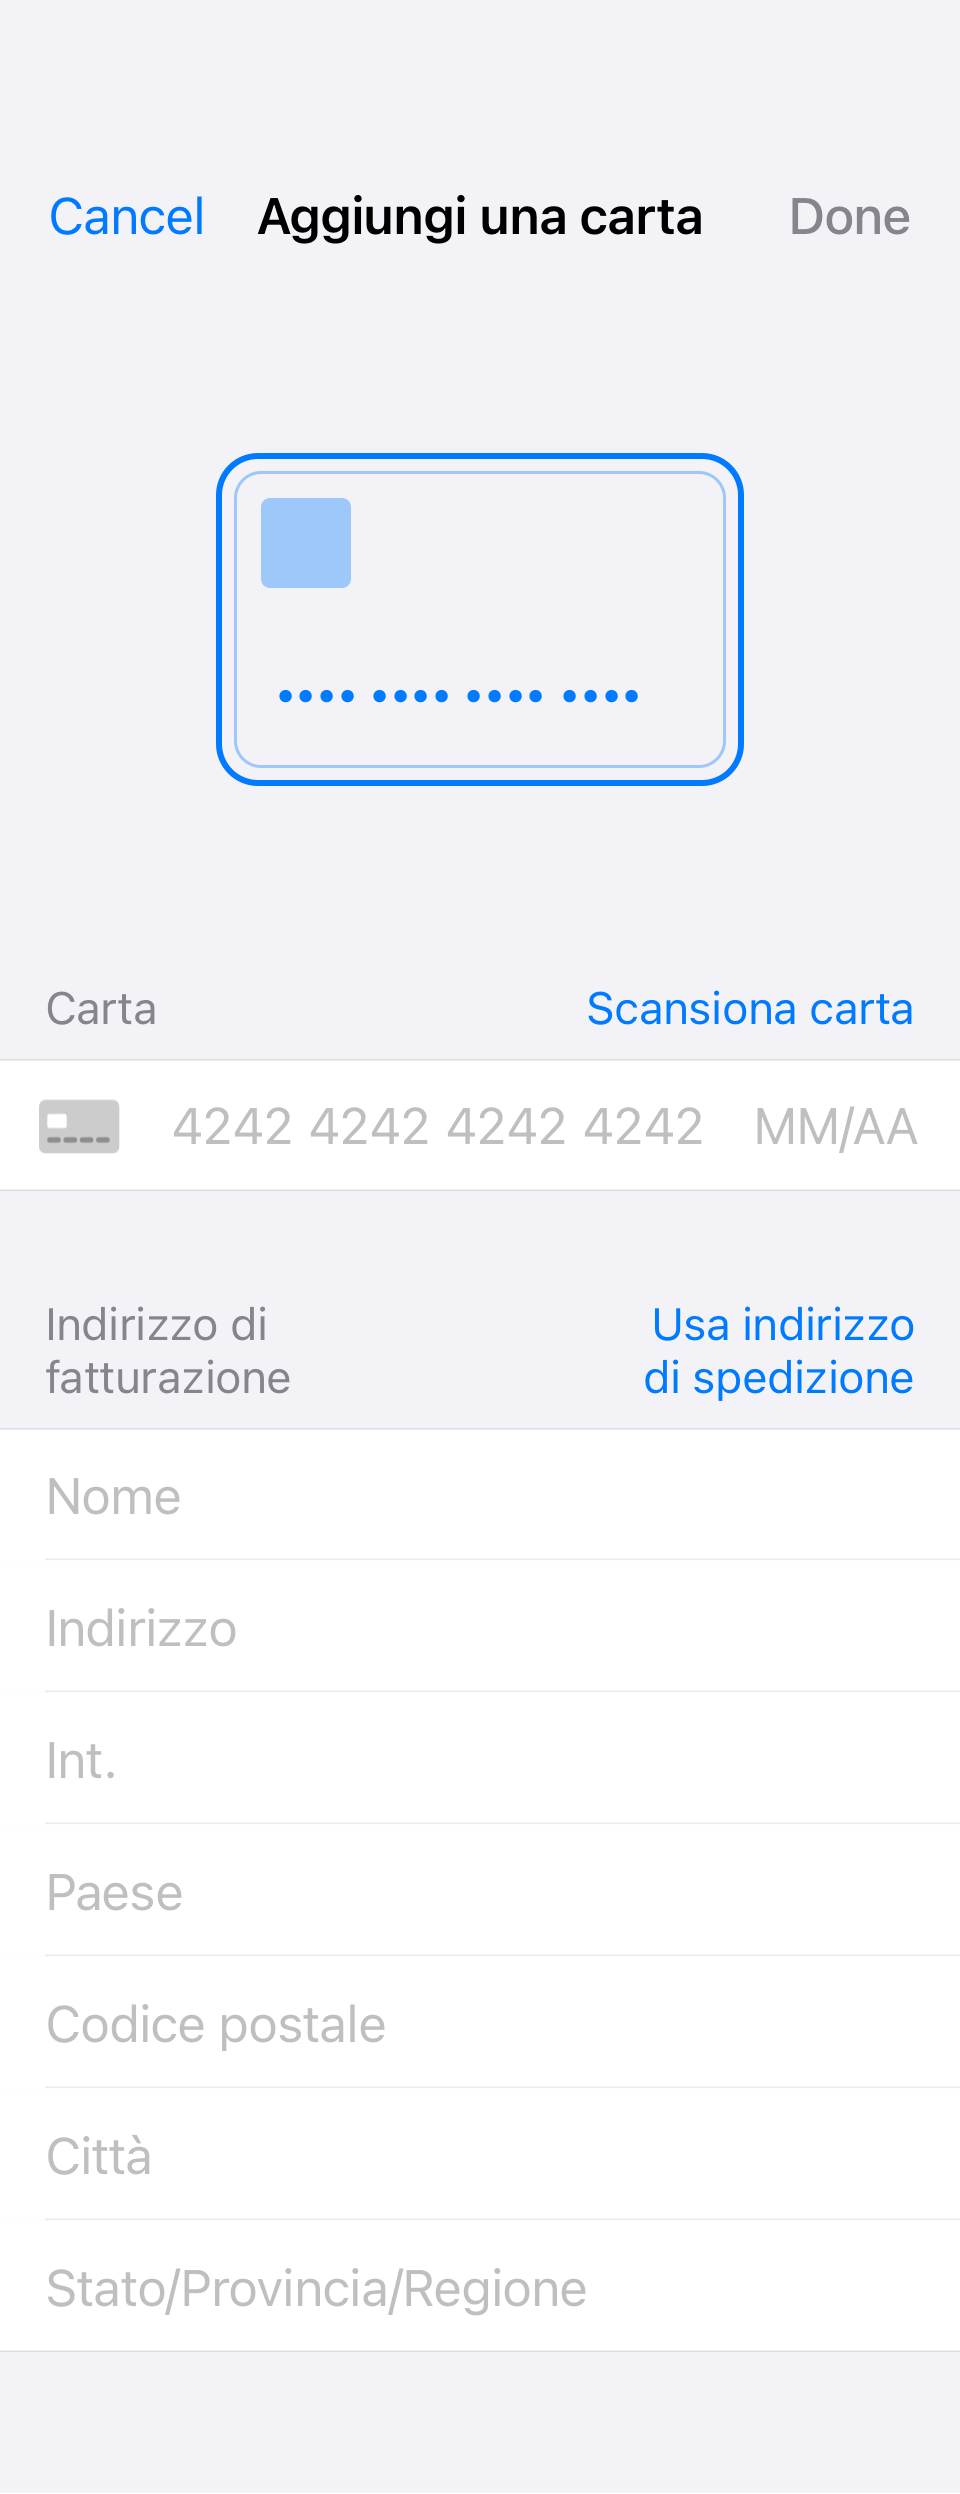 Cancel Aggiungi una carta Done
Carta Scansiona carta
4242 4242 4242 4242 MM/AA
Indirizzo di
fatturazione
Usa indirizzo
di spedizione
Nome
Indirizzo
Int.
Paese
Codice postale
Città
Stato/Provincia/Regione